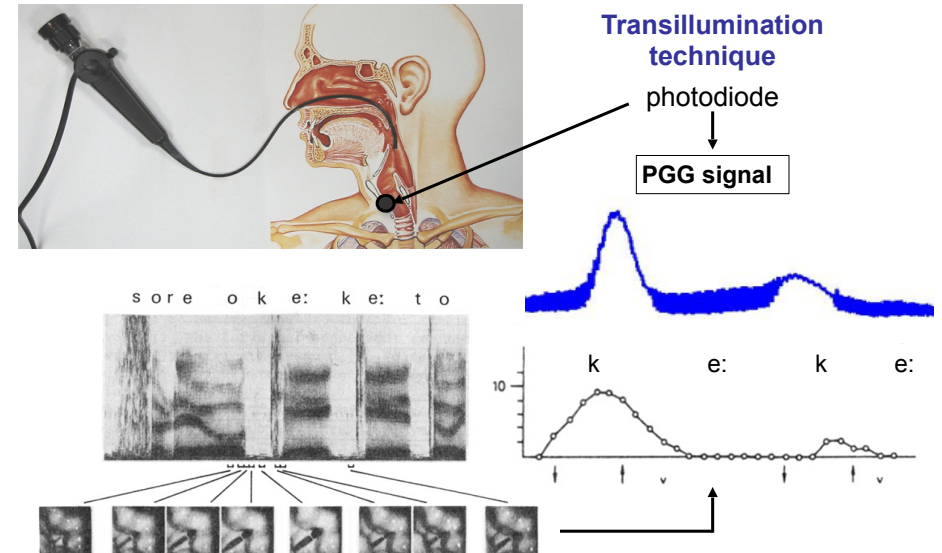 Transillumination
technique
photodiode
PGG signal
s o r e o k e: k e: t o
k e: k e:
10
v v